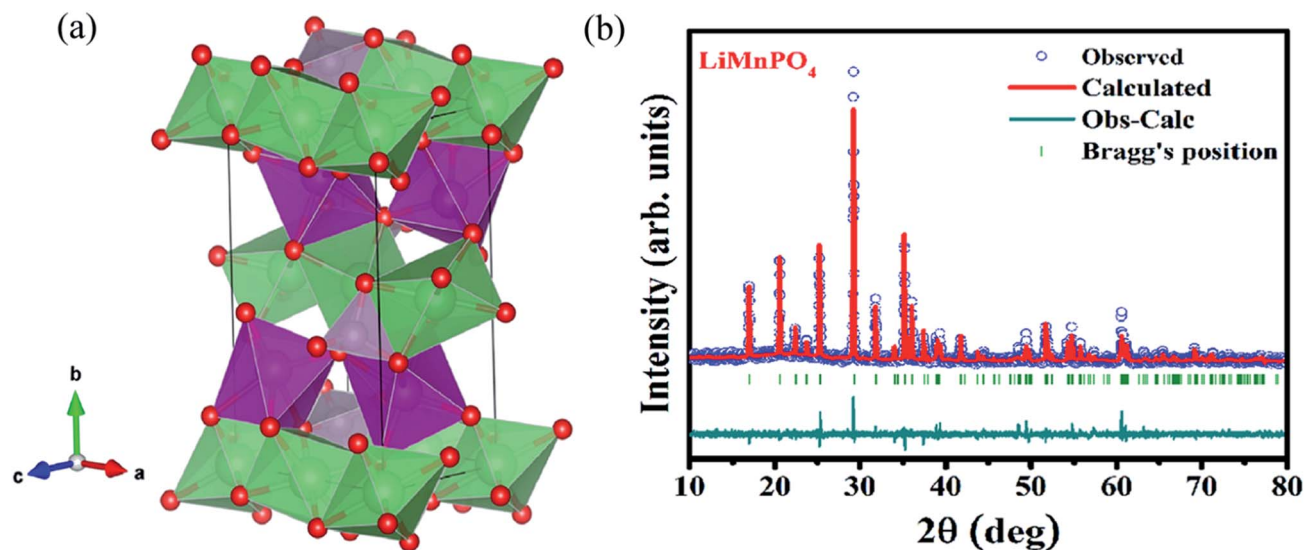 (a)
b
c
a
(b)
LiMnPO₄
Observed
Calculated
Obs-Calc
Bragg's position
Intensity (arb. units)
10 20 30 40 50 60 70 80
2θ (deg)